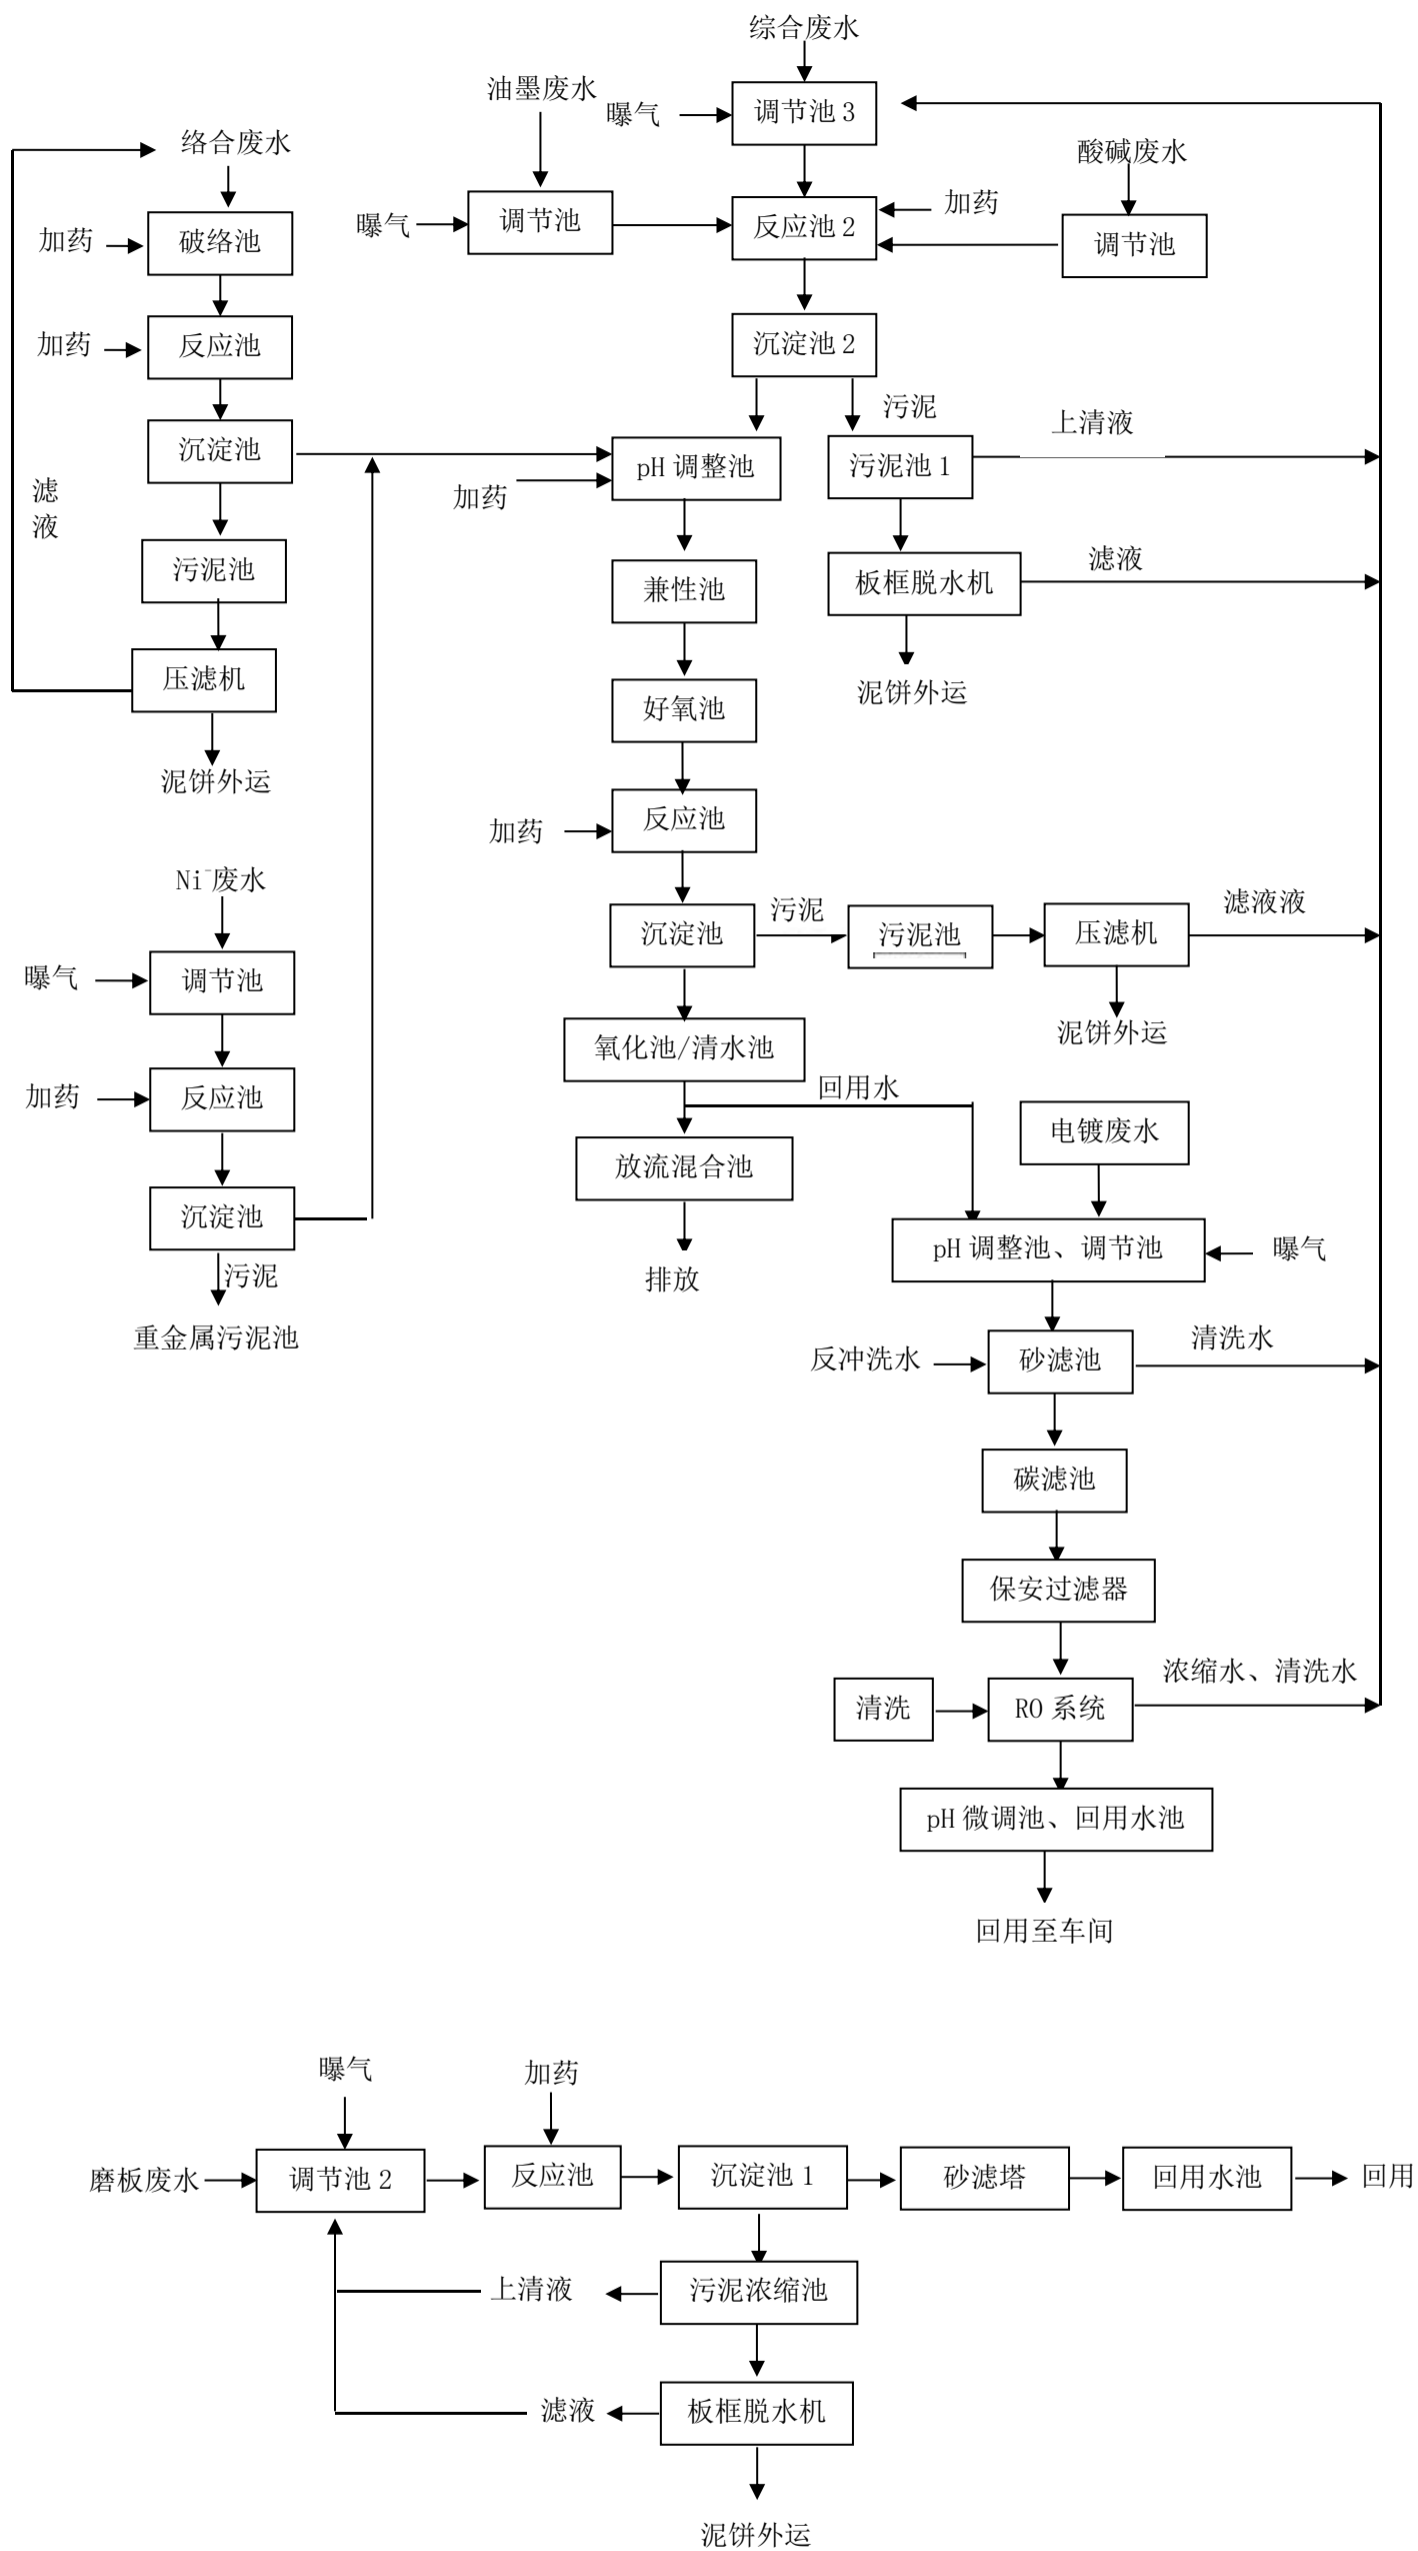 综合废水
油墨废水
曝气
调节池3
络合废水
酸碱废水
加药
破络池
曝气
调节池
反应池2
加药
调节池
加药
反应池
沉淀池2
沉淀池
污泥
上清液
pH调整池
污泥池1
加药
滤
液
污泥池
兼性池
板框脱水机
滤液
压滤机
好氧池
泥饼外运
泥饼外运
加药
反应池
Ni-废水
沉淀池
污泥
污泥池
压滤机
滤液液
曝气
调节池
泥饼外运
氧化池/清水池
回用水
加药
反应池
电镀废水
放流混合池
沉淀池
pH调整池、调节池
曝气
污泥
排放
重金属污泥池
清洗水
反冲洗水
砂滤池
碳滤池
保安过滤器
浓缩水、清洗水
清洗
RO系统
pH微调池、回用水池
回用至车间
曝气
加药
磨板废水
调节池2
反应池
沉淀池1
砂滤塔
回用水池
回用
上清液
污泥浓缩池
滤液
板框脱水机
泥饼外运